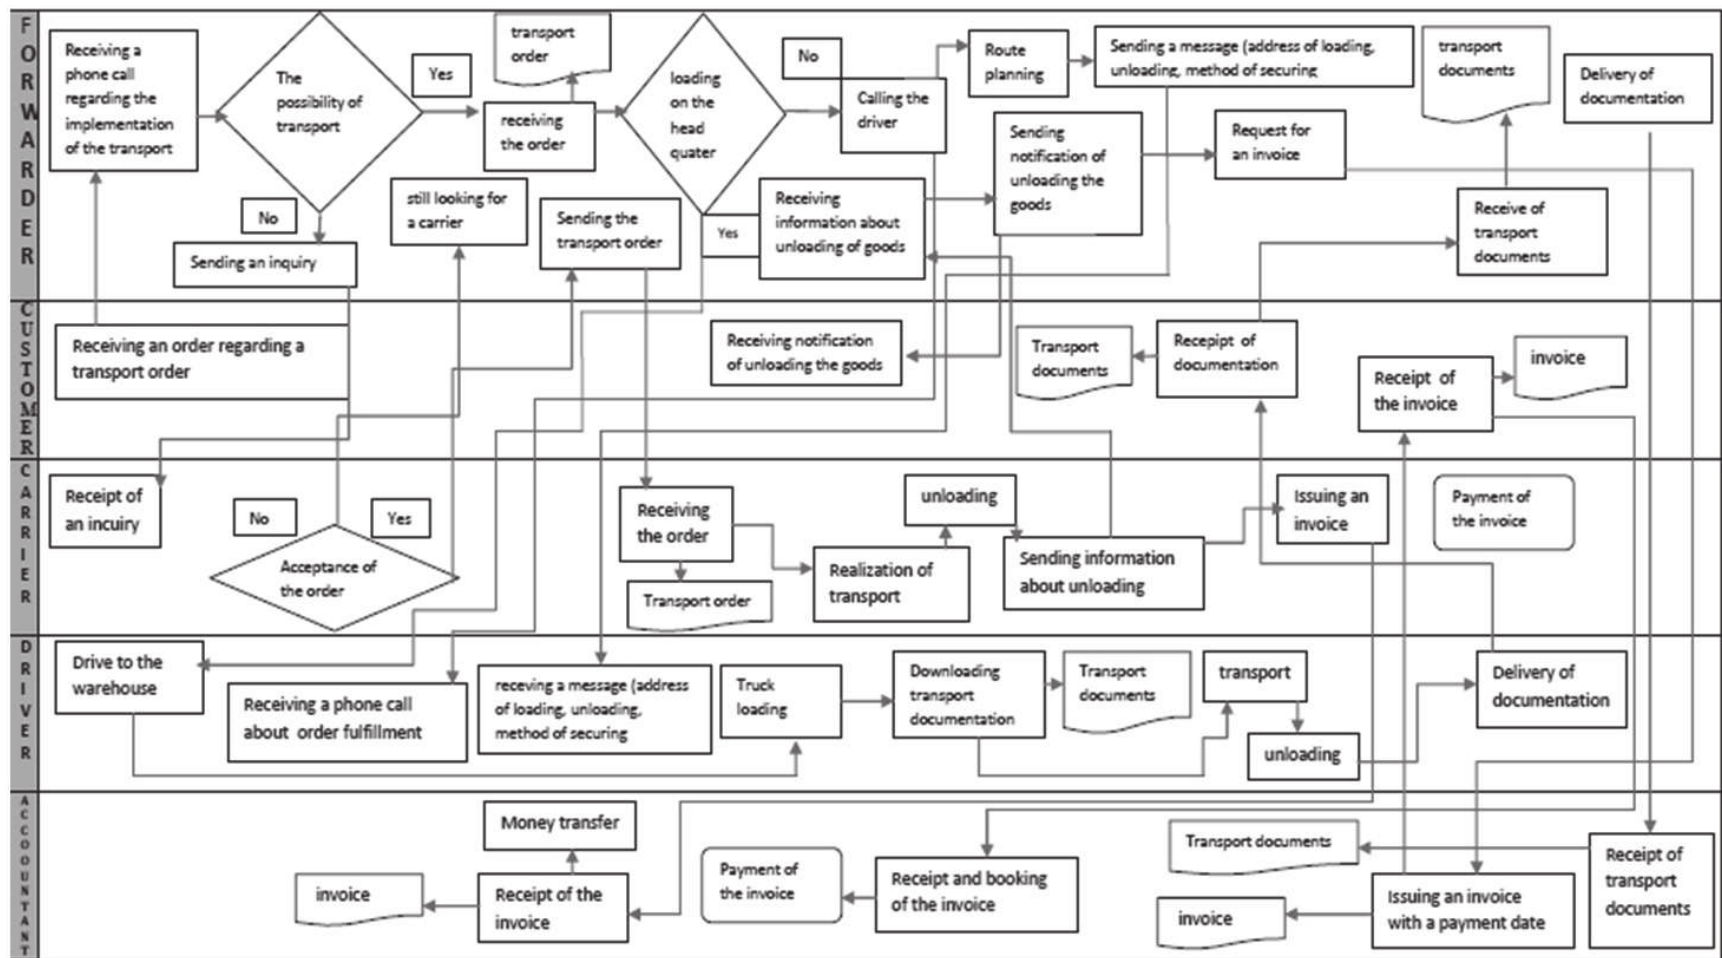 FORWARDER
Receiving a
phone call
regarding the
implementation
of the transport
The
possibility of
transport
Yes
No
Sending an inquiry
transport
order
receiving
the order
still looking for
a carrier
Sending the
transport order
loading
on the
head
quater
No
Yes
Calling the
driver
Receiving
information about
unloading of goods
Route
planning
Sending a message (address of loading,
unloading, method of securing
Sending
notification of
unloading the
goods
Request for
an invoice
transport
documents
Delivery of
documentation
Receive of
transport
documents
CUSTOMER
Receiving an order regarding a
transport order
Receiving notification
of unloading the goods
Transport
documents
Recepipt of
documentation
Receipt of
the invoice
invoice
CARRIER
Receipt of
an incuiry
No
Yes
Acceptance of
the order
Receiving
the order
Transport order
unloading
Realization of
transport
Sending information
about unloading
Issuing an
invoice
Payment of
the invoice
DRIVER
Drive to the
warehouse
Receiving a phone call
about order fulfillment
receving a message (address
of loading, unloading,
method of securing
Truck
loading
Downloading
transport
documentation
Transport
documents
transport
unloading
Delivery of
documentation
ACCOOUNTANT
Money transfer
invoice
Receipt of the
invoice
Payment of
the invoice
Receipt and booking
of the invoice
Transport documents
invoice
Issuing an invoice
with a payment date
Receipt of
transport
documents